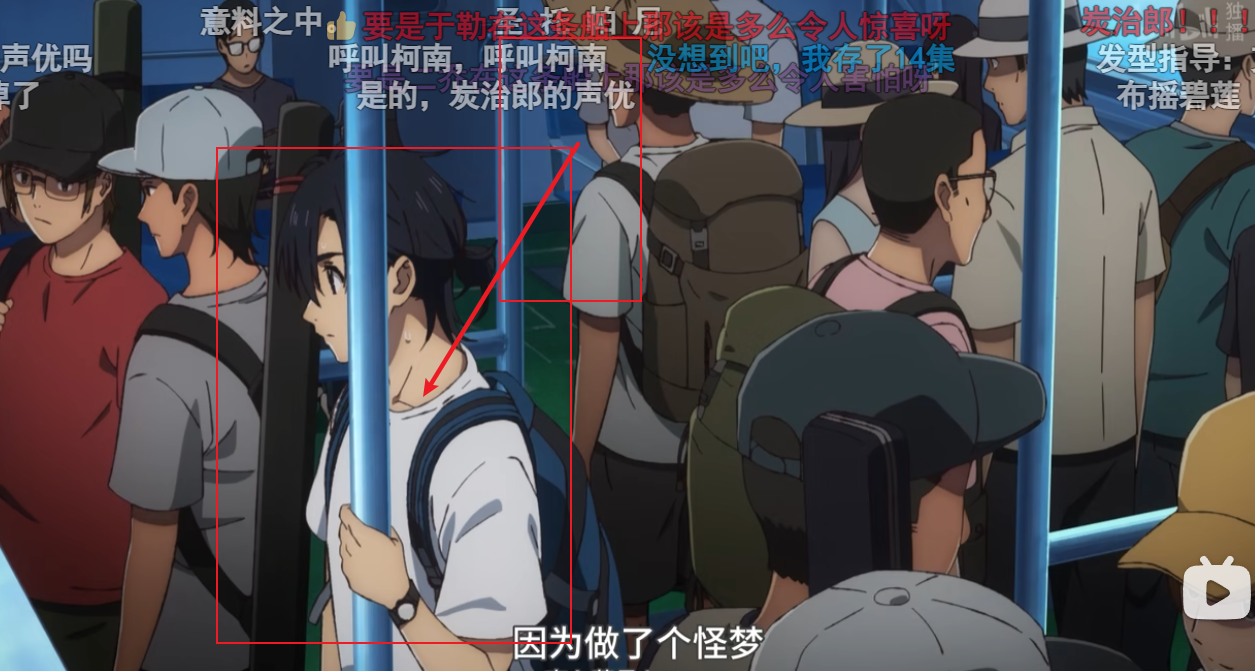 意料之中👍
要是于勒在这条船上那该是多么令人惊喜呀
炭治郎！！！
独播
声优吗
呼叫柯南，呼叫柯南
没想到吧，我存了14集
发型指导：
是的，炭治郎的声优
布摇碧莲
因为做了个怪梦